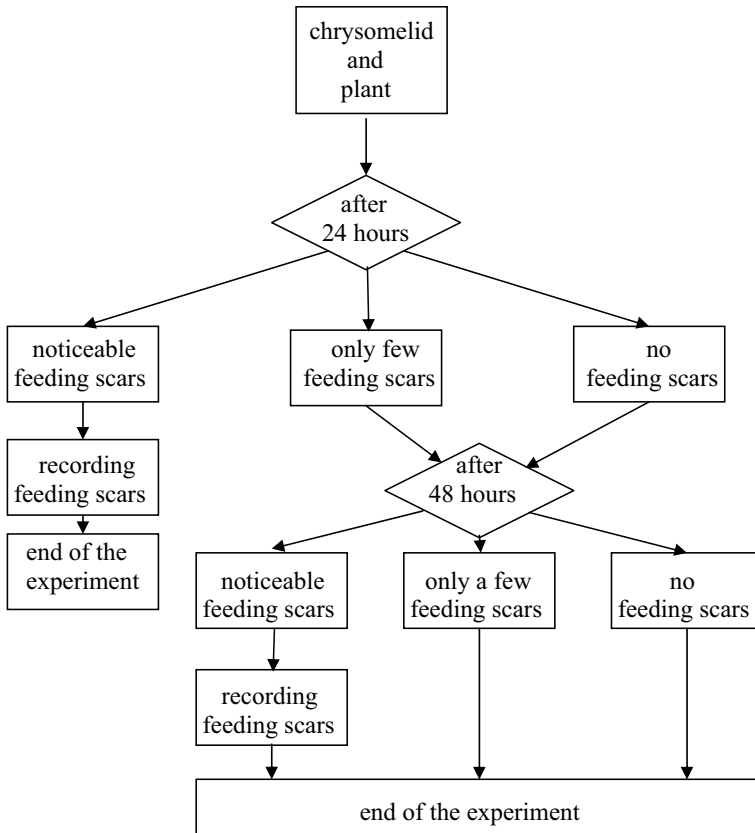 chrysomelid
and
plant
after
24 hours
noticeable
feeding scars
only few
feeding scars
no
feeding scars
recording
feeding scars
end of the
experiment
after
48 hours
noticeable
feeding scars
only a few
feeding scars
no
feeding scars
recording
feeding scars
end of the experiment